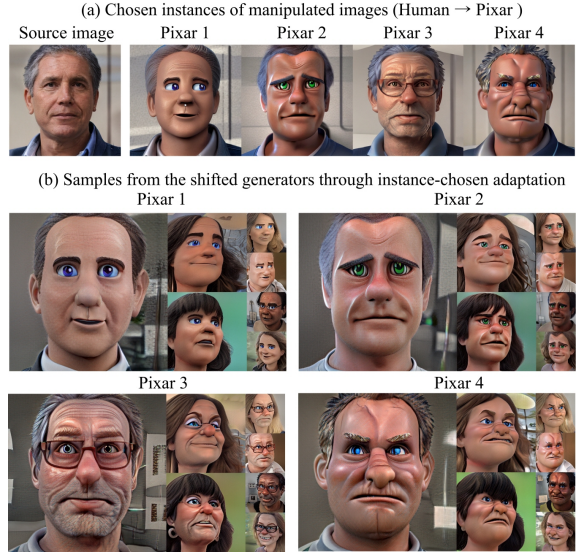 (a) Chosen instances of manipulated images (Human → Pixar )
Source image Pixar 1 Pixar 2 Pixar 3 Pixar 4
(b) Samples from the shifted generators through instance-chosen adaptation
Pixar 1 Pixar 2
Pixar 3 Pixar 4